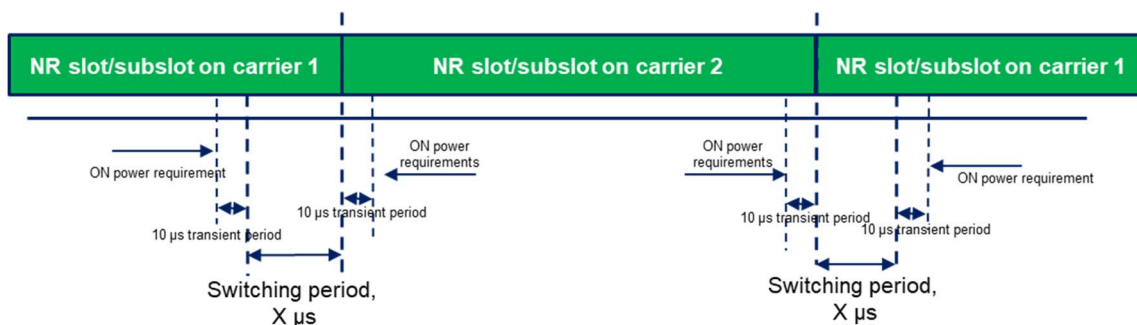 NR slot/subslot on carrier 1
NR slot/subslot on carrier 2
NR slot/subslot on carrier 1
ON power requirement
ON power
requirements
ON power
requirements
ON power requirement
10 µs transient period
10 µs transient period
10 µs transient period
10 µs transient period
Switching period,
X µs
Switching period,
X µs